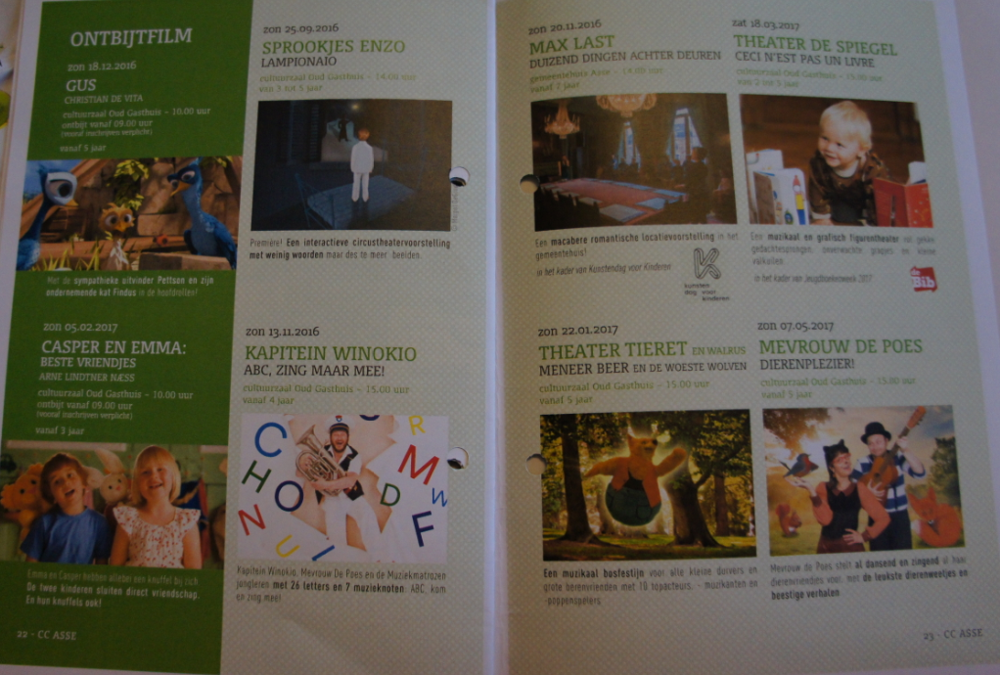 ONTBIJTFILM
zon 18.12.2016
GUS
CHRISTIAN DE VITA
cultuurzaal Oud Gasthuis – 10.00 uur
ontbijt vanaf 09.00 uur
(vooraf inschrijven verplicht)
vanaf 5 jaar
Met de sympathieke uitvinder Pettson en zijn
ondernemende kat Findus in de hoofdrollen!
zon 05.02.2017
CASPER EN EMMA:
BESTE VRIENDJES
ARNE LINDTNER NÆSS
cultuurzaal Oud Gasthuis – 10.00 uur
ontbijt vanaf 09.00 uur
(vooraf inschrijven verplicht)
vanaf 3 jaar
Emma en Casper hebben allebei een knuffel bij zich.
De twee kinderen sluiten direct vriendschap.
En hun knuffels ook!
22 - CC ASSE
zon 25.09.2016
SPROOKJES ENZO
LAMPIONAIO
cultuurzaal Oud Gasthuis – 14.00 uur
van 3 tot 5 jaar
Première! Een interactieve circustheatervoorstelling
met weinig woorden maar des te meer beelden.
zon 13.11.2016
KAPITEIN WINOKIO
ABC, ZING MAAR MEE!
cultuurzaal Oud Gasthuis – 15.00 uur
vanaf 4 jaar
C H O N U I D F M W R
Kapitein Winokio, Mevrouw De Poes en de Muziekmatrozen
jongleren met 26 letters en 7 muzieknoten: ABC, kom
en zing mee!
zon 20.11.2016
MAX LAST
DUIZEND DINGEN ACHTER DEUREN
gemeentehuis Asse – 14.00 uur
vanaf 7 jaar
Een macabere romantische locatievoorstelling in het
gemeentehuis!
in het kader van Kunstendag voor Kinderen
K
kunsten
dag voor
kinderen
zon 22.01.2017
THEATER TIERET EN WALRUS
MENEER BEER EN DE WOESTE WOLVEN
cultuurzaal Oud Gasthuis – 15.00 uur
vanaf 5 jaar
Een muzikaal bosfestijn voor alle kleine durvers en
grote berenvrienden met 10 topacteurs, - muzikanten en
-poppenspelers
zat 18.03.2017
THEATER DE SPIEGEL
CECI N'EST PAS UN LIVRE
cultuurzaal Oud Gasthuis – 15.00 uur
van 2 tot 5 jaar
Een muzikaal en grafisch figurentheater vol gekke
gedachtesprongen, onverwachte grapjes en kleine
valkuilen.
in het kader van Jeugdboekenweek 2017
de Bib
zon 07.05.2017
MEVROUW DE POES
DIERENPLEZIER!
cultuurzaal Oud Gasthuis – 15.00 uur
vanaf 5 jaar
Mevrouw de Poes stelt al dansend en zingend al haar
dierenvriendjes voor, met de leukste dierenweetjes en
beestige verhalen
23 - CC ASSE